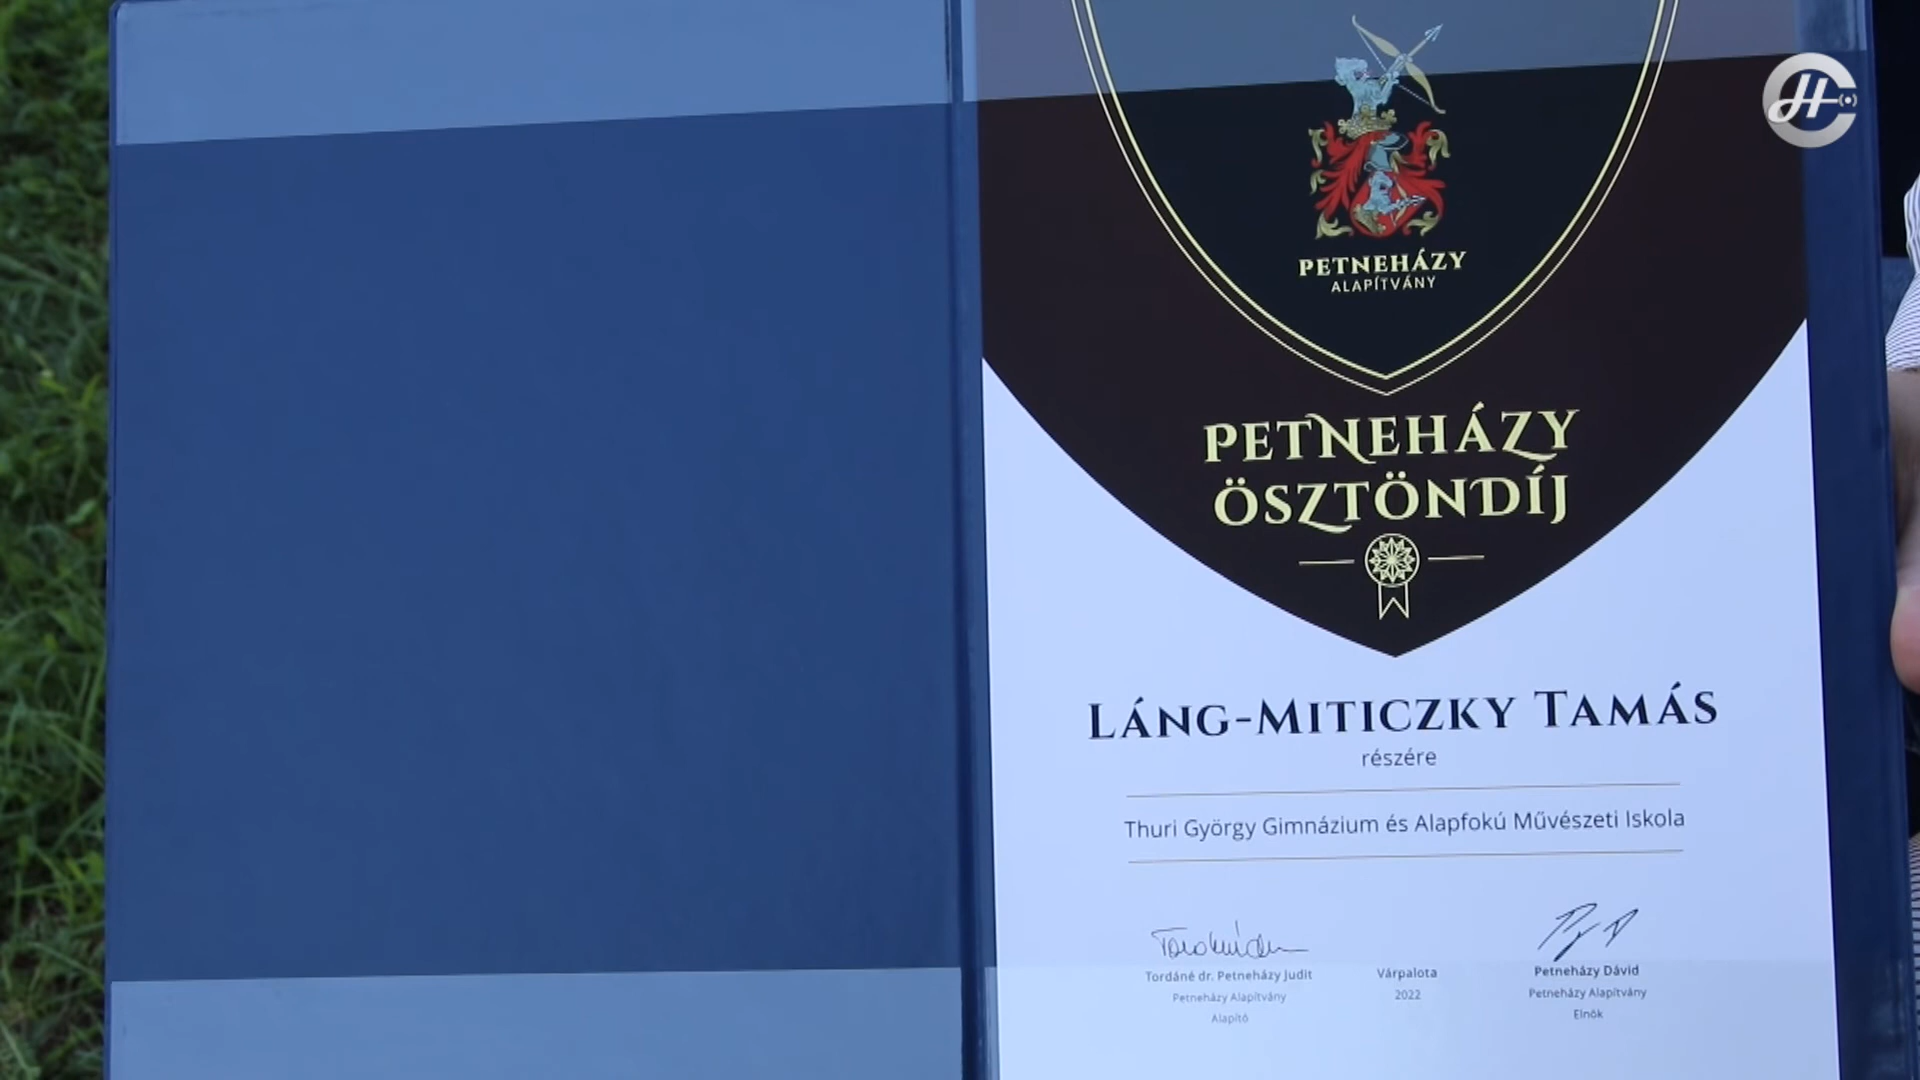 PETNEHÁZY
ALAPÍTVÁNY
PETNEHÁZY
ÖSZTÖNDÍJ
LÁNG-MITICZKY TAMÁS
részére
Thuri György Gimnázium és Alapfokú Művészeti Iskola
Tordáné dr. Petneházy Judit
Petneházy Alapítvány
Alapító
Várpalota
2022
Petneházy Dávid
Petneházy Alapítvány
Elnök